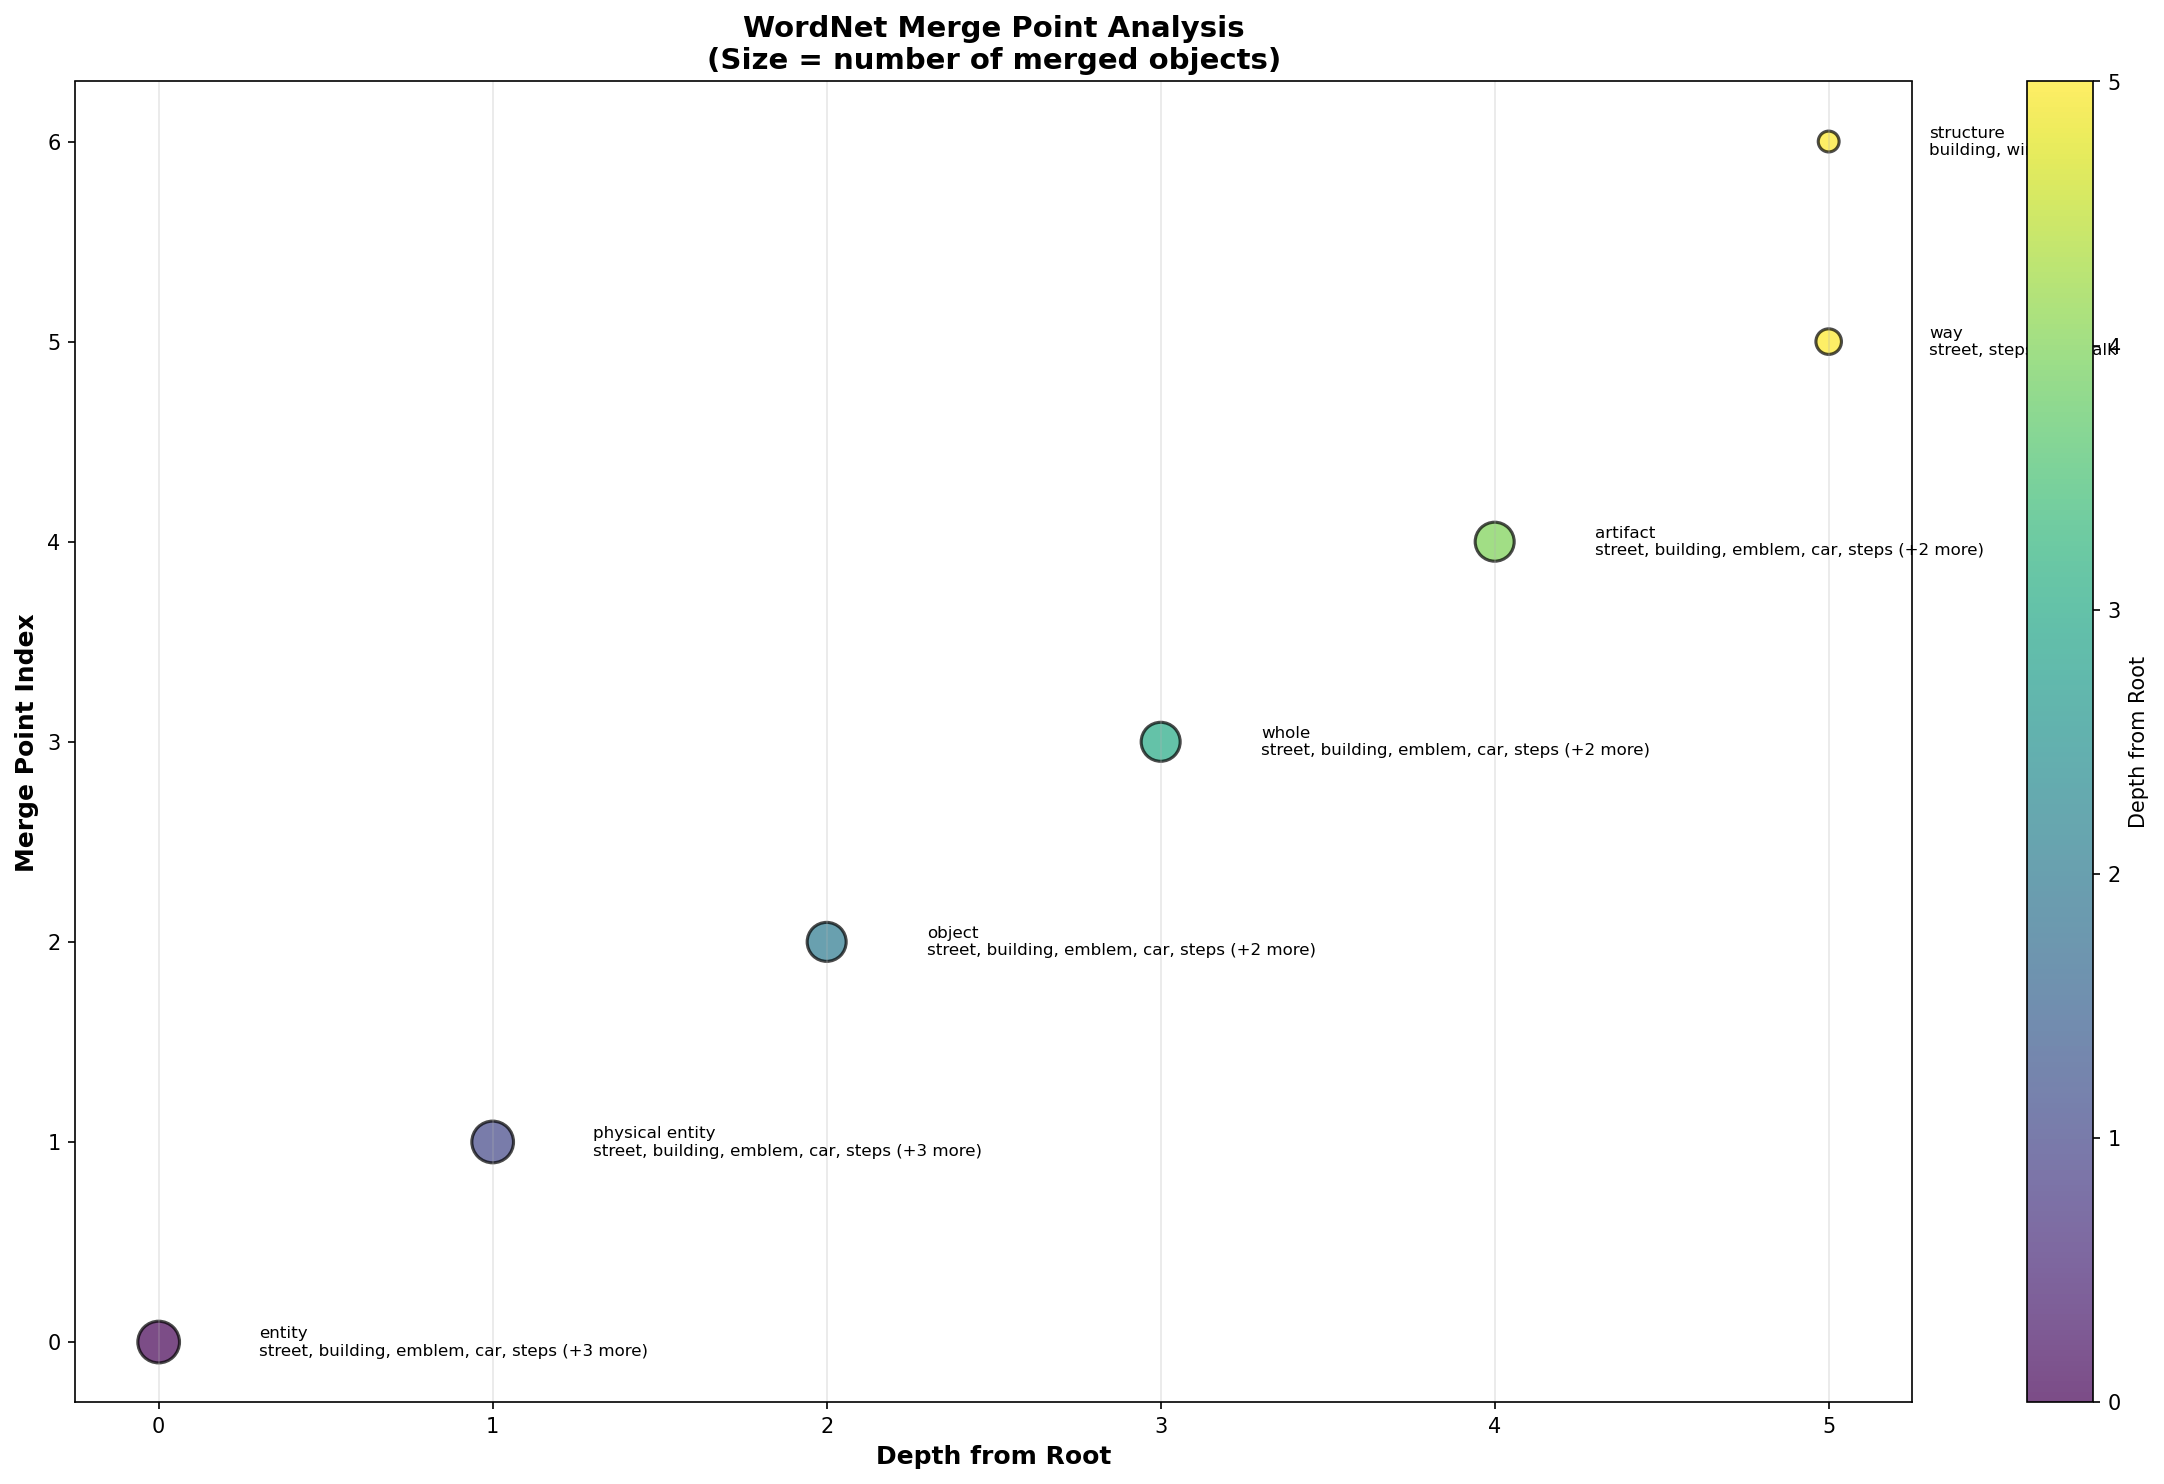 WordNet Merge Point Analysis
(Size = number of merged objects)
Merge Point Index
6
5
4
3
2
1
0
structure
building,
way
street,
artifact
street, building, emblem, car, steps (+2 more)
whole
street, building, emblem, car, steps (+2 more)
object
street, building, emblem, car, steps (+2 more)
physical entity
street, building, emblem, car, steps (+3 more)
entity
street, building, emblem, car, steps (+3 more)
0
1
2
3
4
5
Depth from Root
5
4
3
2
1
0
Depth from Root